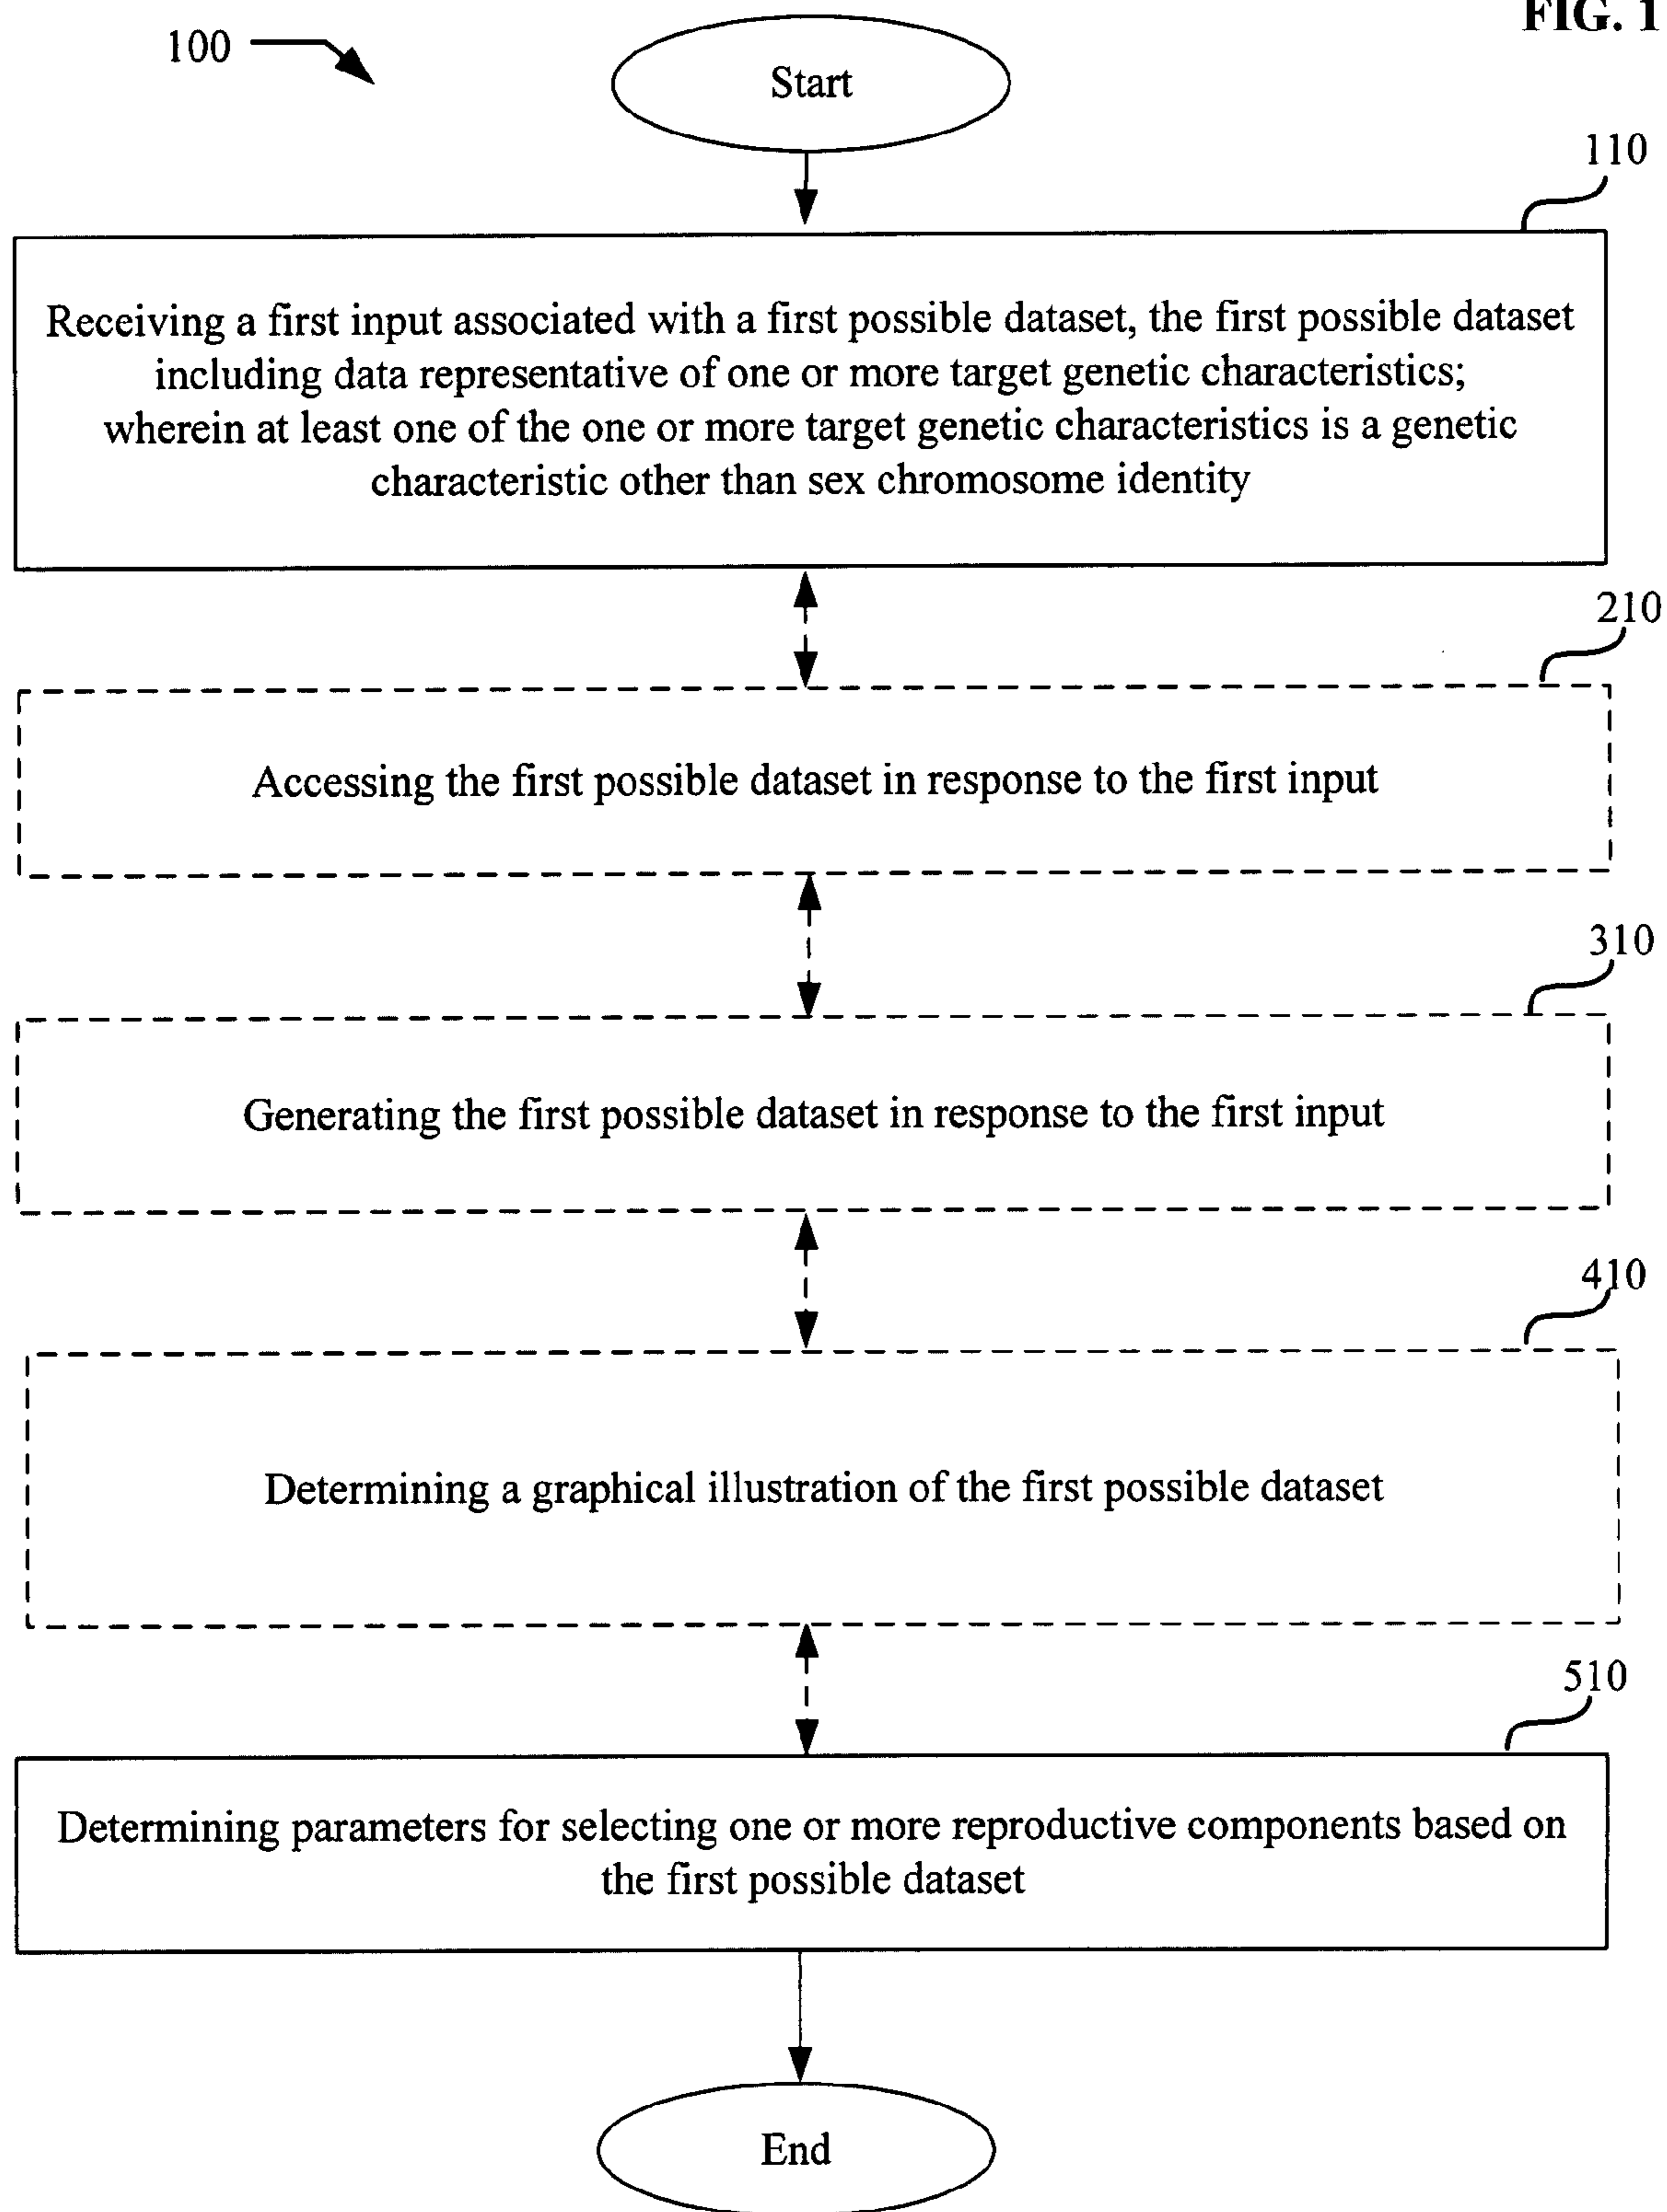 FIG. 1
100
Start
110
Receiving a first input associated with a first possible dataset, the first possible dataset
including data representative of one or more target genetic characteristics;
wherein at least one of the one or more target genetic characteristics is a genetic
characteristic other than sex chromosome identity
210
Accessing the first possible dataset in response to the first input
310
Generating the first possible dataset in response to the first input
410
Determining a graphical illustration of the first possible dataset
510
Determining parameters for selecting one or more reproductive components based on
the first possible dataset
End